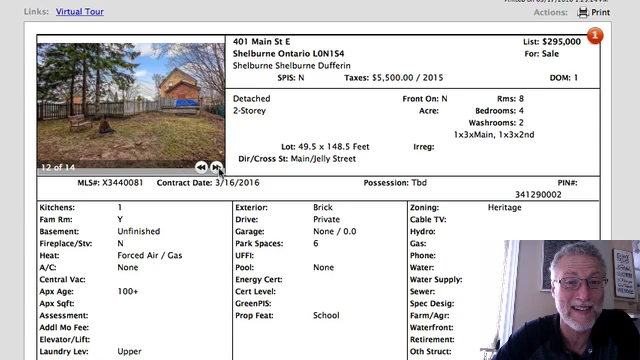 Links: Virtual Tour
Actions: Print
401 Main St E
List: $295,000
1
Shelburne Ontario L0N1S4
For: Sale
Shelburne Shelburne Dufferin
SPIS: N
Taxes: $5,500.00 / 2015
DOM: 1
Detached
Front On: N
Rms: 8
2-Storey
Acre:
Bedrooms: 4
Washrooms: 2
1x3xMain, 1x3x2nd
Lot: 49.5 x 148.5 Feet
Irreg:
Dir/Cross St: Main/Jelly Street
12 of 14
MLS#: X3440081
Contract Date: 3/16/2016
Possession: Tbd
PIN#:
341290002
Kitchens: 1
Fam Rm: Y
Basement: Unfinished
Fireplace/Stv: N
Heat: Forced Air / Gas
A/C: None
Central Vac:
Apx Age: 100+
Apx Sqft:
Assessment:
Addl Mo Fee:
Elevator/Lift:
Laundry Lev: Upper
Exterior: Brick
Drive: Private
Garage: None / 0.0
Park Spaces: 6
UFFI:
Pool: None
Energy Cert:
Cert Level:
GreenPIS:
Prop Feat: School
Zoning: Heritage
Cable TV:
Hydro:
Gas:
Phone:
Water:
Water Supply:
Sewer:
Spec Desig:
Farm/Agr:
Waterfront:
Retirement:
Oth Struct: